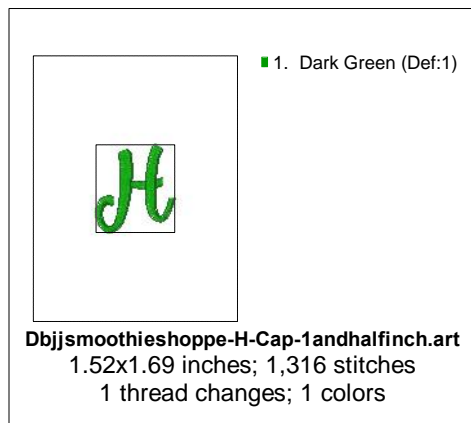 1. Dark Green (Def:1)
H
Dbjjsmoothieshoppe-H-Cap-1andhalfinch.art
1.52x1.69 inches; 1,316 stitches
1 thread changes; 1 colors